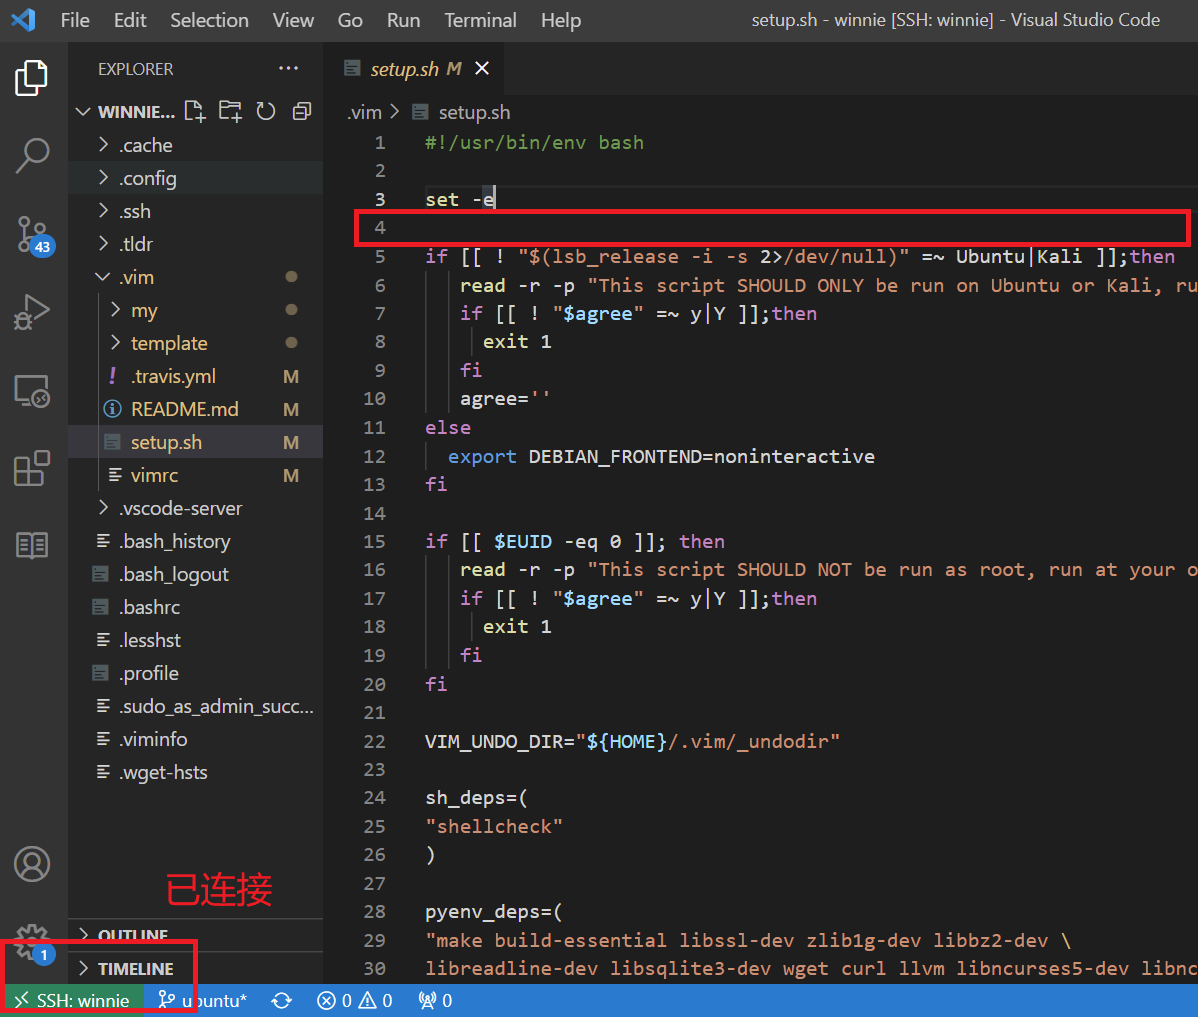 File Edit Selection View Go Run Terminal Help setup.sh - winnie [SSH: winnie] - Visual Studio Code
EXPLORER ...
WINNIE...
.cache
.config
.ssh
.tldr
.vim
my
template
.travis.yml M
README.md M
setup.sh M
vimrc M
.vscode-server
.bash_history
.bash_logout
.bashrc
.lesshst
.profile
.sudo_as_admin_succ...
.viminfo
.wget-hsts
已连接
OUTLINE
TIMELINE
43
1
setup.sh M
.vim > setup.sh
1 #!/usr/bin/env bash
2
3 set -e
4
5 if [[ ! "$(lsb_release -i -s 2>/dev/null)" =~ Ubuntu|Kali ]];then
6 read -r -p "This script SHOULD ONLY be run on Ubuntu or Kali, ru
7 if [[ ! "$agree" =~ y|Y ]];then
8 exit 1
9 fi
10 agree=''
11 else
12 export DEBIAN_FRONTEND=noninteractive
13 fi
14
15 if [[ $EUID -eq 0 ]]; then
16 read -r -p "This script SHOULD NOT be run as root, run at your o
17 if [[ ! "$agree" =~ y|Y ]];then
18 exit 1
19 fi
20 fi
21
22 VIM_UNDO_DIR="${HOME}/.vim/_undodir"
23
24 sh_deps=(
25 "shellcheck"
26 )
27
28 pyenv_deps=(
29 "make build-essential libssl-dev zlib1g-dev libbz2-dev \
30 libreadline-dev libsqlite3-dev wget curl llvm libncurses5-dev libnc
SSH: winnie ubuntu* 0 0 0